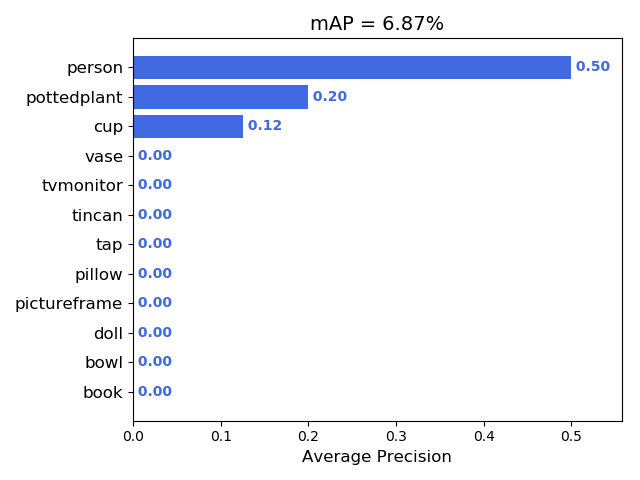 mAP = 6.87%
person 0.50
pottedplant 0.20
cup 0.12
vase 0.00
tvmonitor 0.00
tincan 0.00
tap 0.00
pillow 0.00
pictureframe 0.00
doll 0.00
bowl 0.00
book 0.00
0.0 0.1 0.2 0.3 0.4 0.5
Average Precision